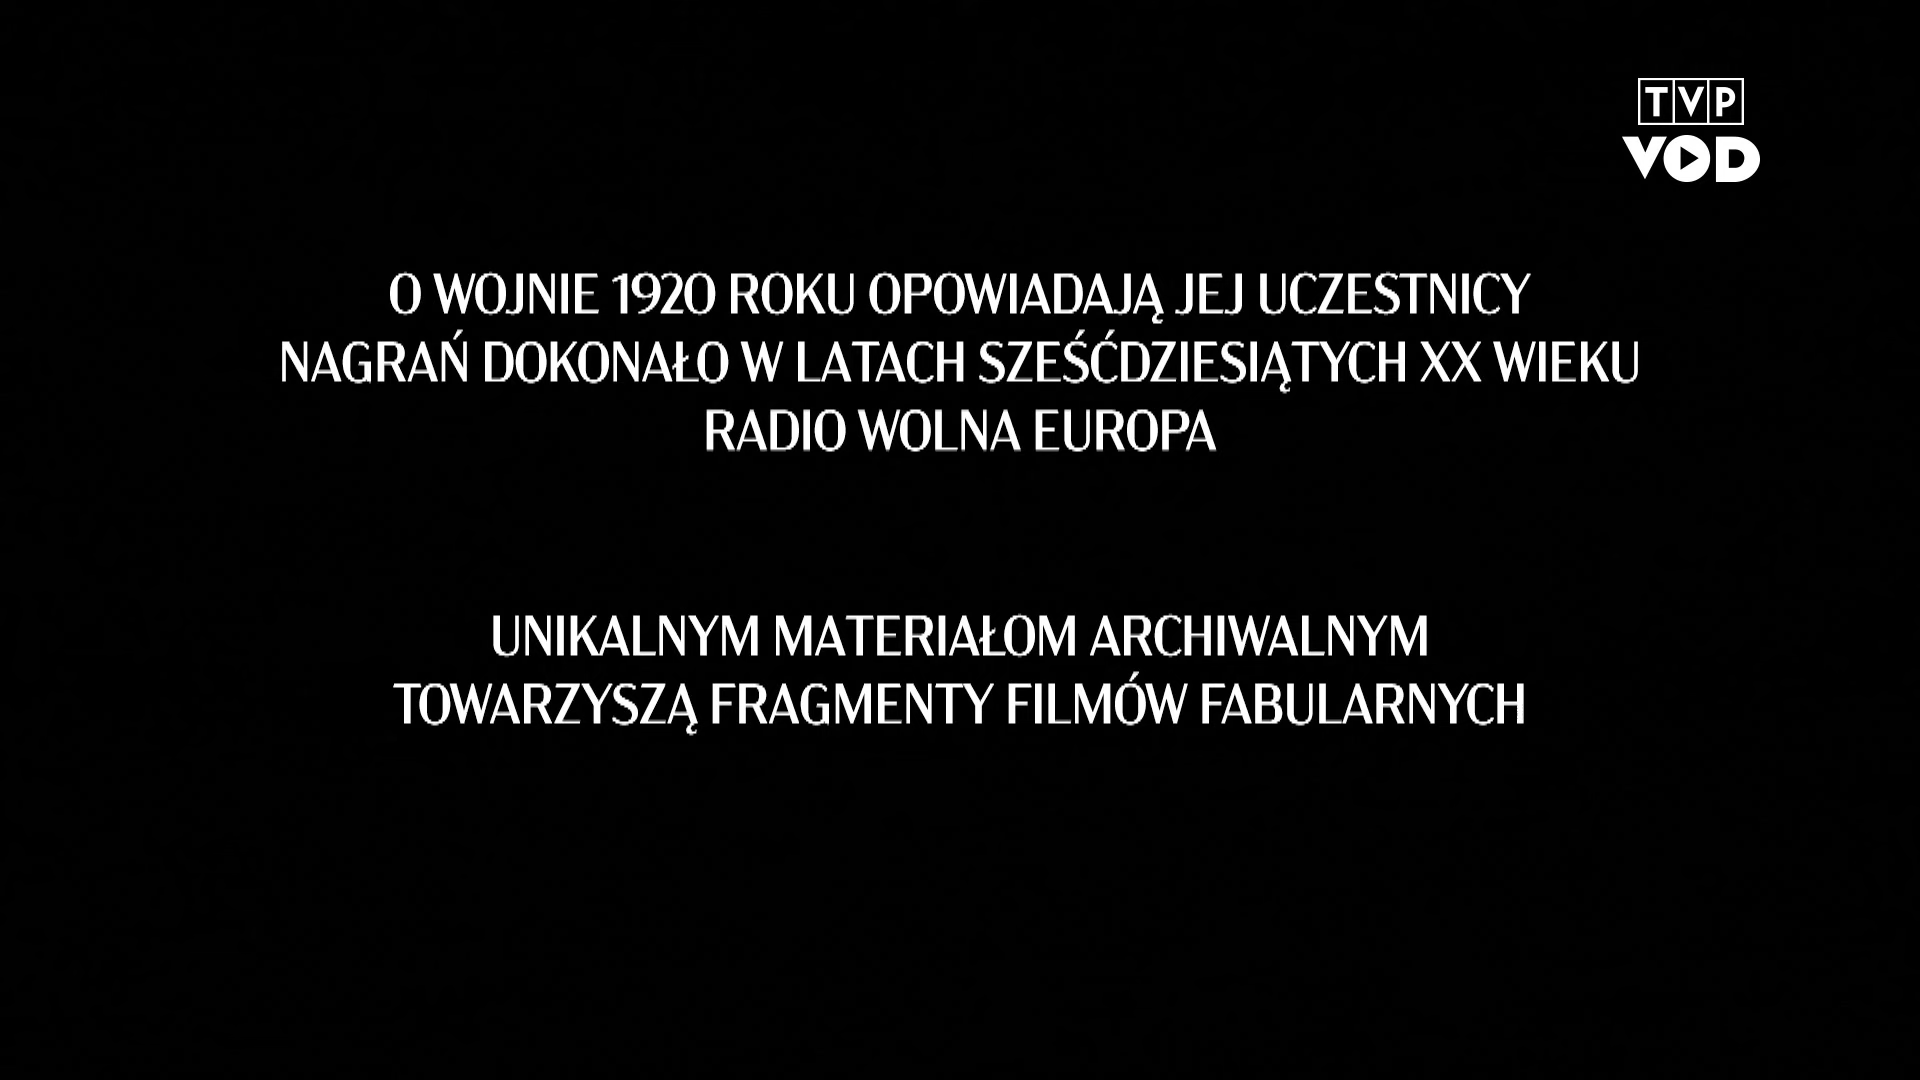 TVP
VOD
O WOJNIE 1920 ROKU OPOWIADAJĄ JEJ UCZESTNICY
NAGRAŃ DOKONAŁO W LATACH SZEŚĆDZIESIĄTYCH XX WIEKU
RADIO WOLNA EUROPA
UNIKALNYM MATERIAŁOM ARCHIWALNYM
TOWARZYSZĄ FRAGMENTY FILMÓW FABULARNYCH